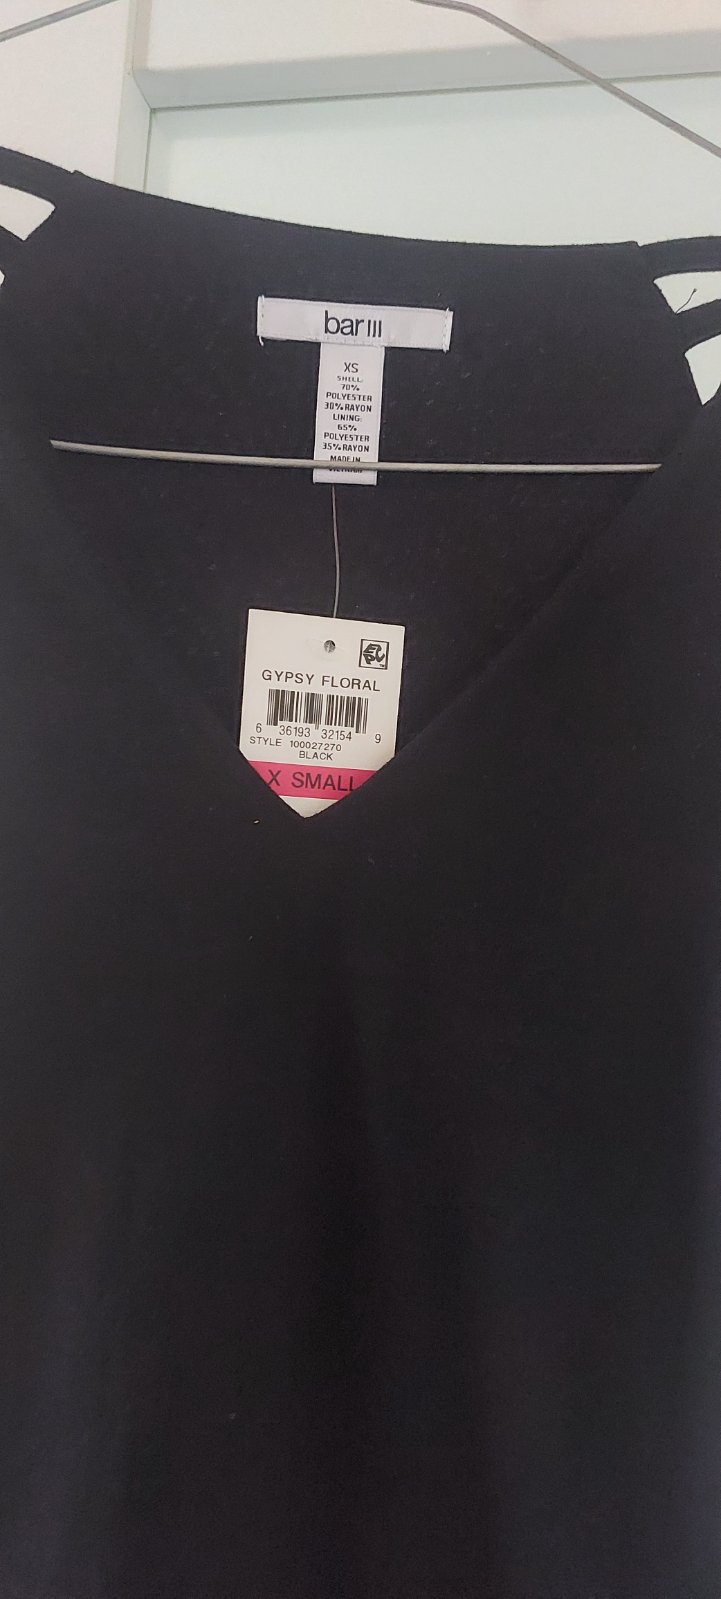 bar III
XS
SHELL:
70%
POLYESTER
30% RAYON
LINING:
65%
POLYESTER
35% RAYON
MADE IN
VIETNAM
GYPSY FLORAL
6 36193 32154 9
STYLE 100027270
BLACK
X SMALL